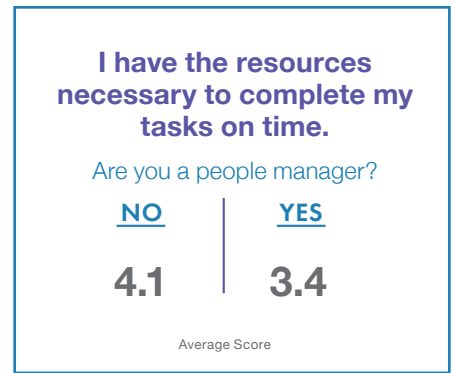 I have the resources
necessary to complete my
tasks on time.
Are you a people manager?
NO YES
4.1 3.4
Average Score